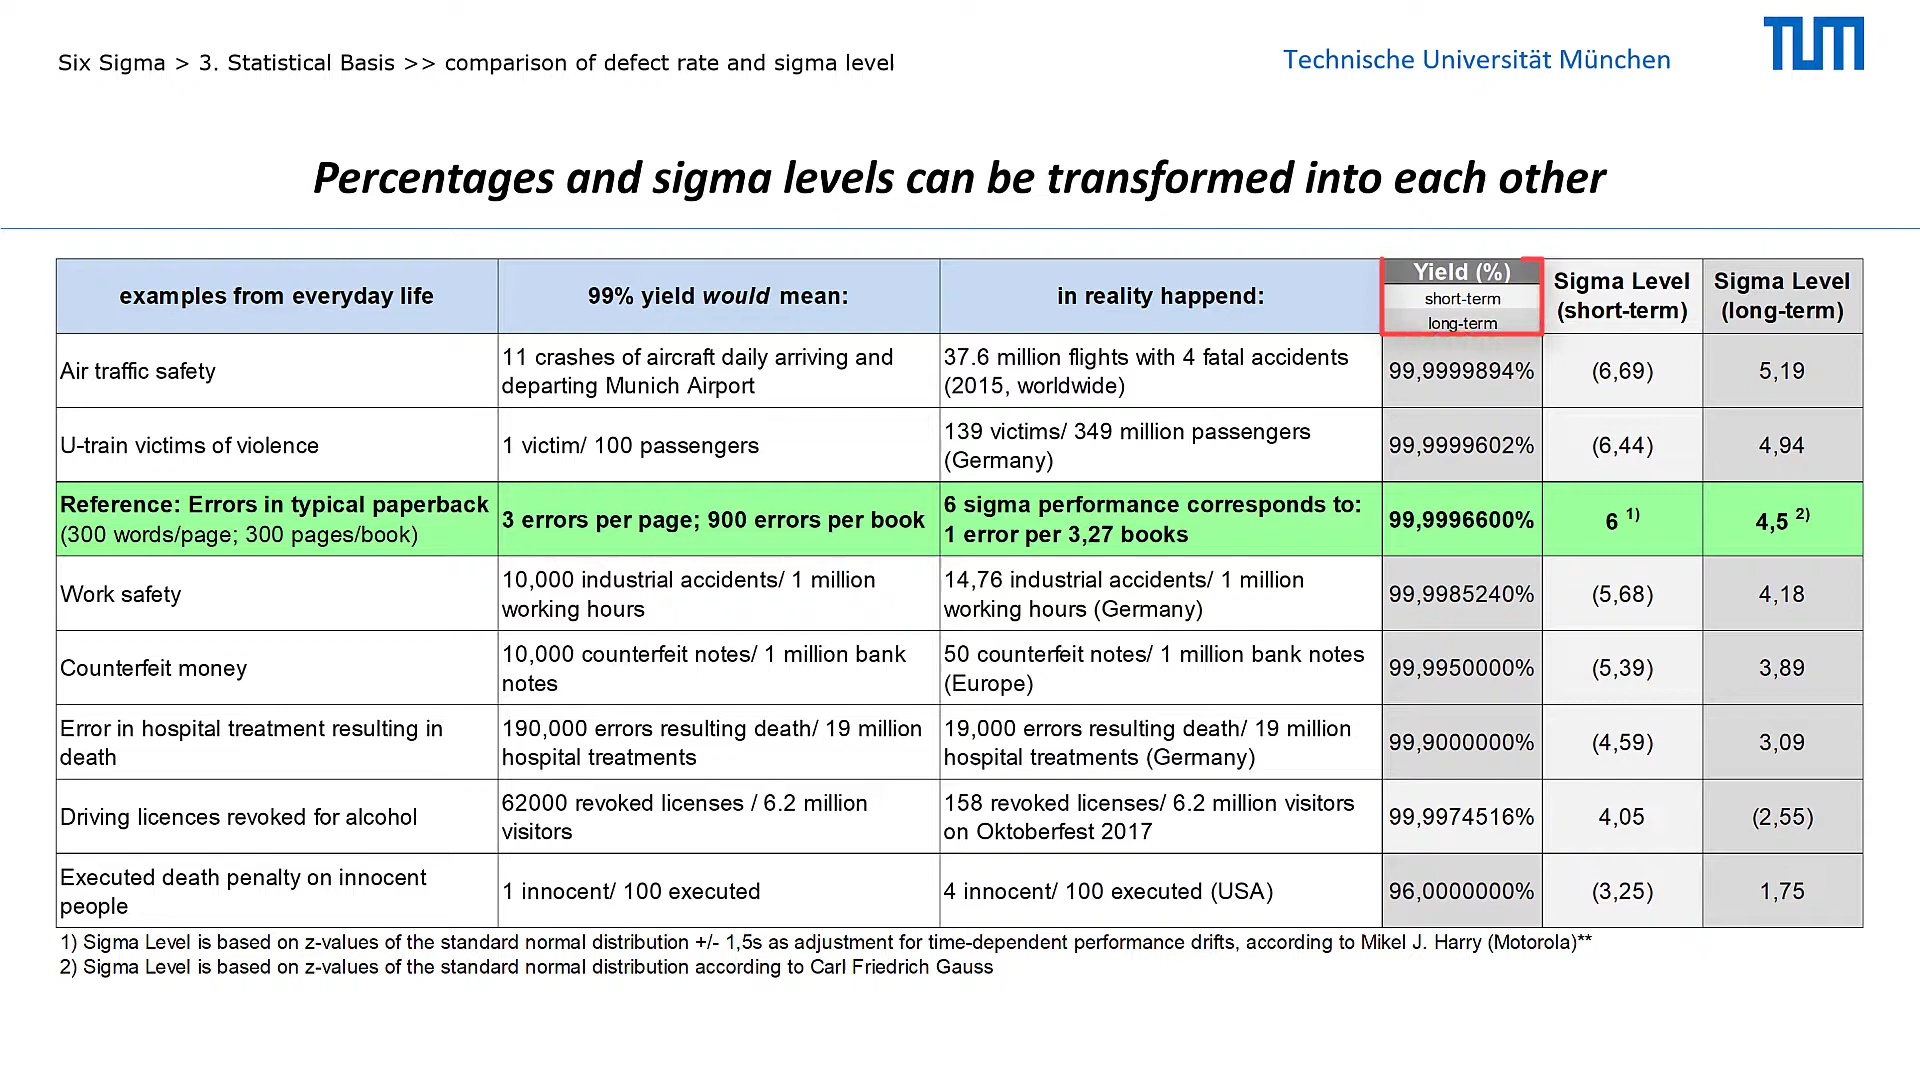 Six Sigma > 3. Statistical Basis >> comparison of defect rate and sigma level
Technische Universität München
TUM
Percentages and sigma levels can be transformed into each other
examples from everyday life
99% yield would mean:
in reality happend:
Yield (%)
short-term
long-term
Sigma Level
(short-term)
Sigma Level
(long-term)
Air traffic safety
11 crashes of aircraft daily arriving and
departing Munich Airport
37.6 million flights with 4 fatal accidents
(2015, worldwide)
99,9999894%
(6,69)
5,19
U-train victims of violence
1 victim/ 100 passengers
139 victims/ 349 million passengers
(Germany)
99,9999602%
(6,44)
4,94
Reference: Errors in typical paperback
(300 words/page; 300 pages/book)
3 errors per page; 900 errors per book
6 sigma performance corresponds to:
1 error per 3,27 books
99,9996600%
6 1)
4,5 2)
Work safety
10,000 industrial accidents/ 1 million
working hours
14,76 industrial accidents/ 1 million
working hours (Germany)
99,9985240%
(5,68)
4,18
Counterfeit money
10,000 counterfeit notes/ 1 million bank
notes
50 counterfeit notes/ 1 million bank notes
(Europe)
99,9950000%
(5,39)
3,89
Error in hospital treatment resulting in
death
190,000 errors resulting death/ 19 million
hospital treatments
19,000 errors resulting death/ 19 million
hospital treatments (Germany)
99,9000000%
(4,59)
3,09
Driving licences revoked for alcohol
62000 revoked licenses / 6.2 million
visitors
158 revoked licenses/ 6.2 million visitors
on Oktoberfest 2017
99,9974516%
4,05
(2,55)
Executed death penalty on innocent
people
1 innocent/ 100 executed
4 innocent/ 100 executed (USA)
96,0000000%
(3,25)
1,75
1) Sigma Level is based on z-values of the standard normal distribution +/- 1,5s as adjustment for time-dependent performance drifts, according to Mikel J. Harry (Motorola)**
2) Sigma Level is based on z-values of the standard normal distribution according to Carl Friedrich Gauss